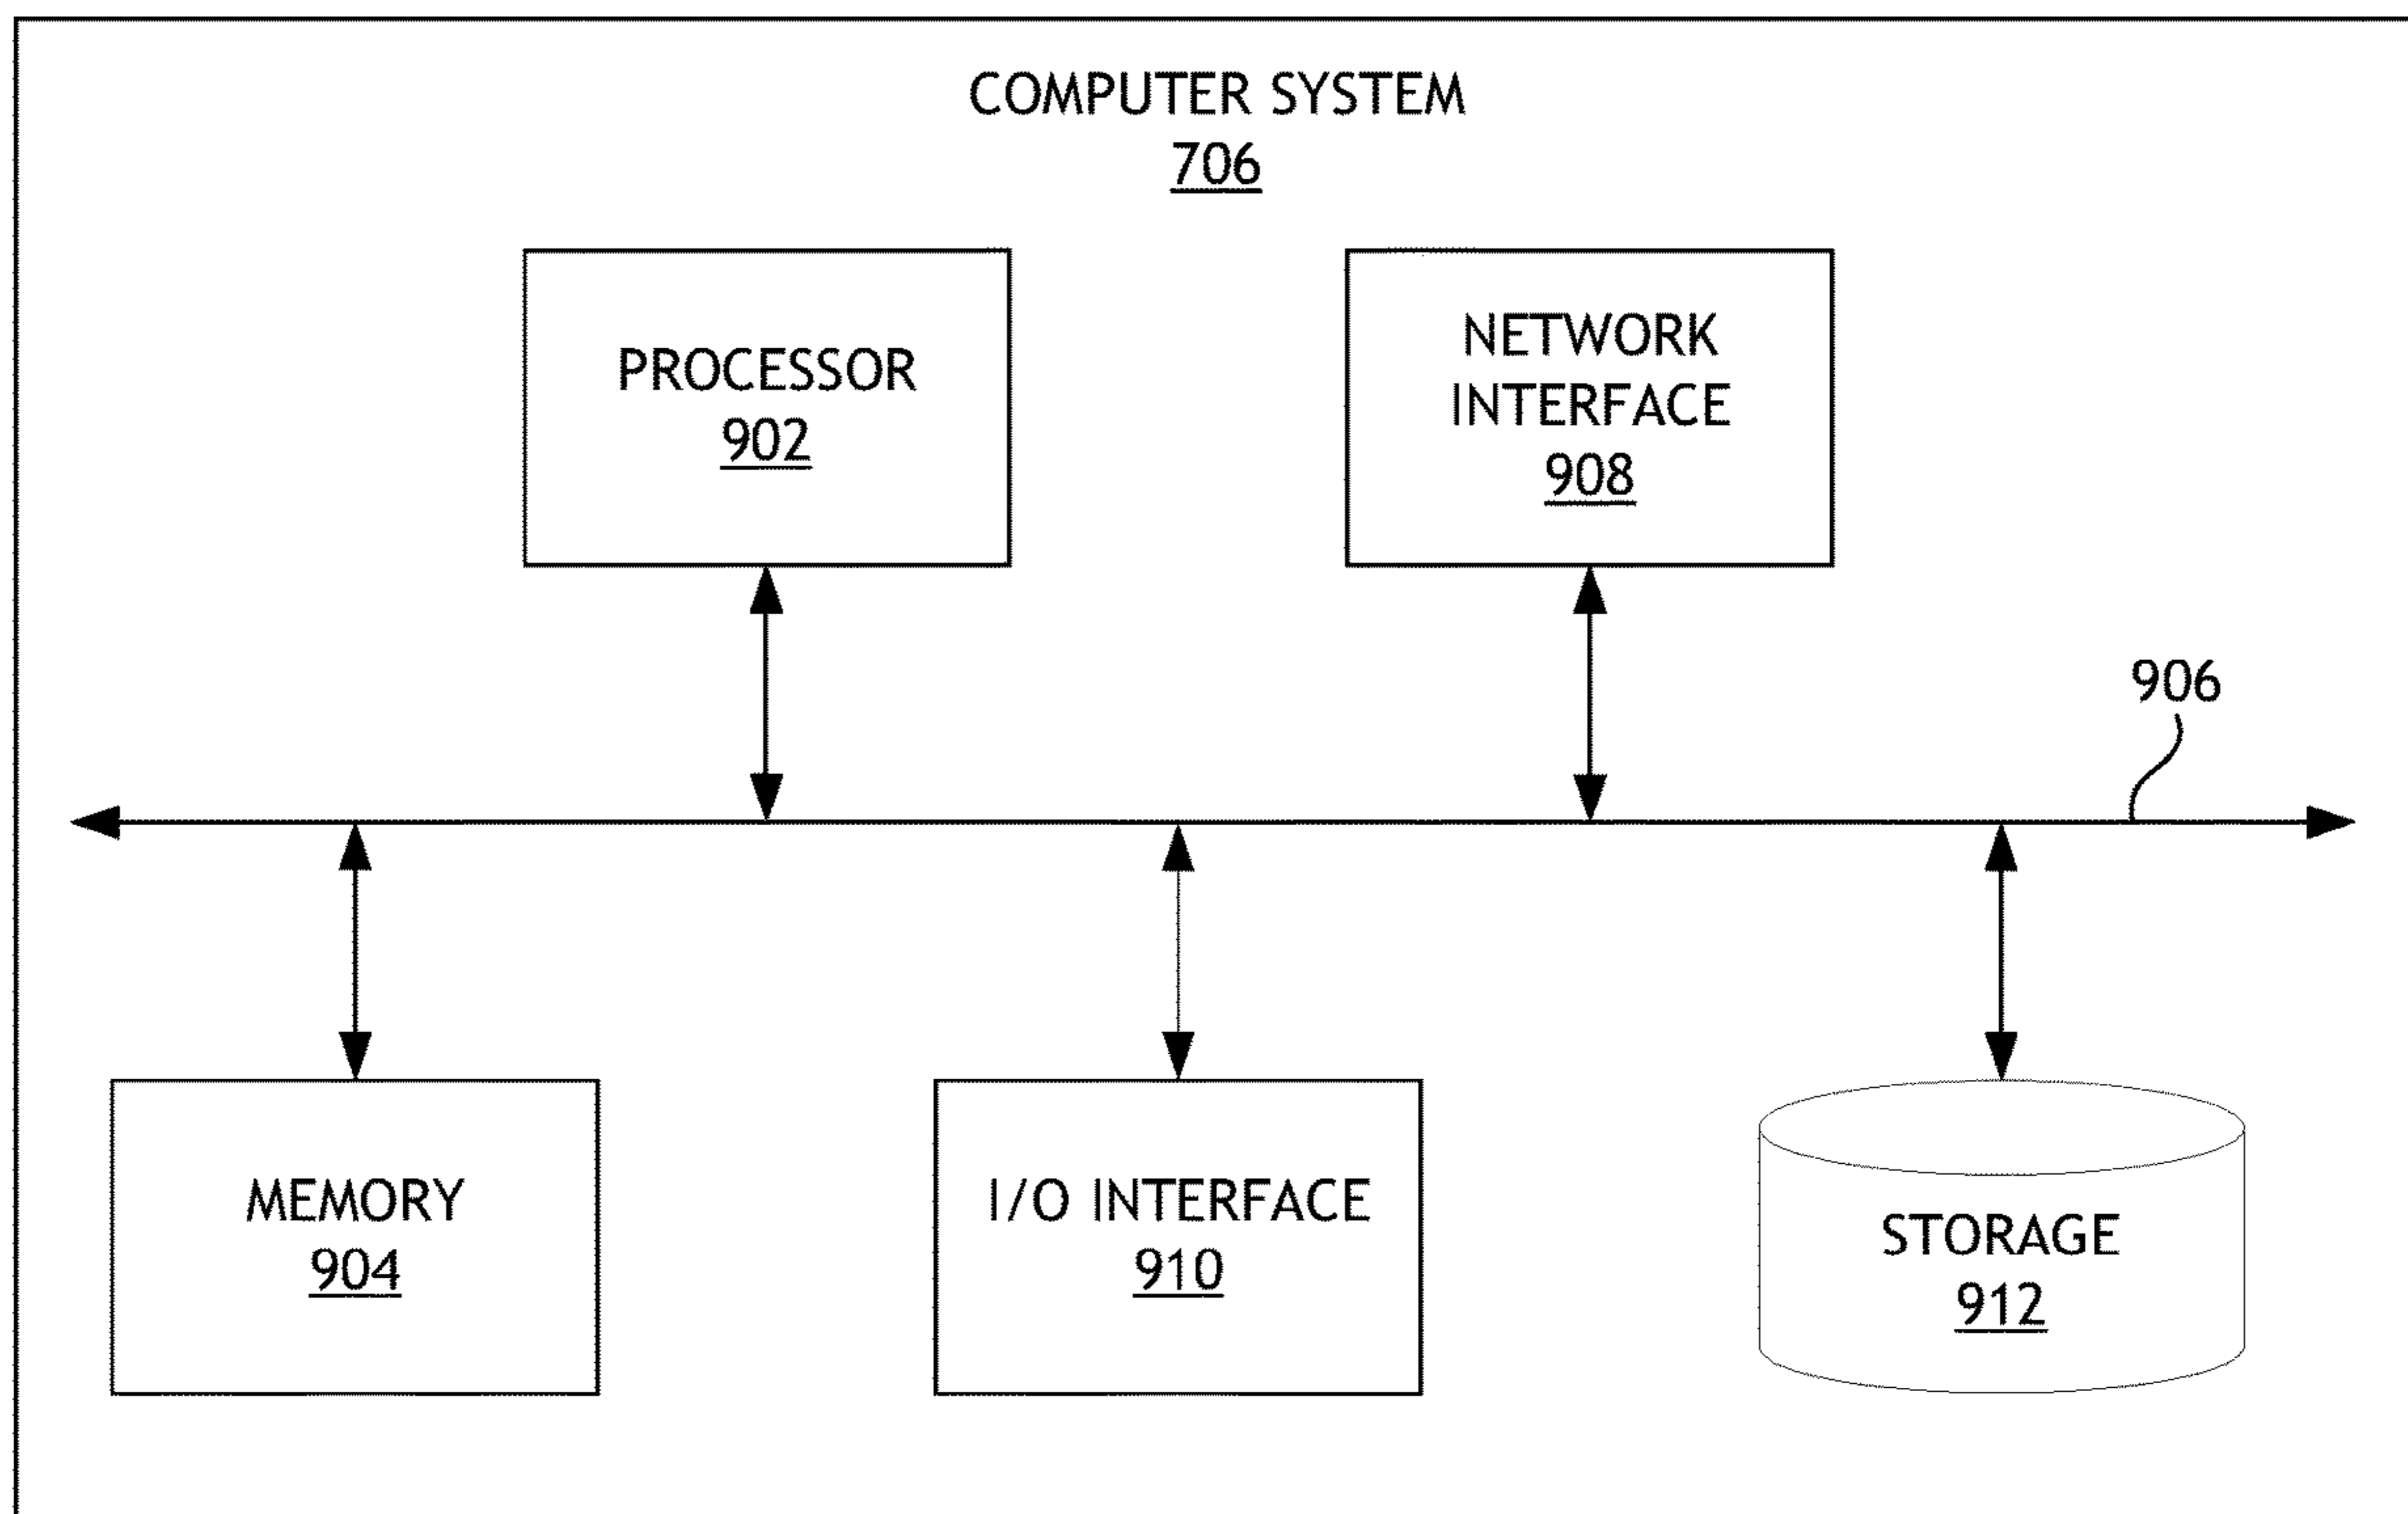 COMPUTER SYSTEM
706
PROCESSOR
902
NETWORK
INTERFACE
908
906
MEMORY
904
I/O INTERFACE
910
STORAGE
912